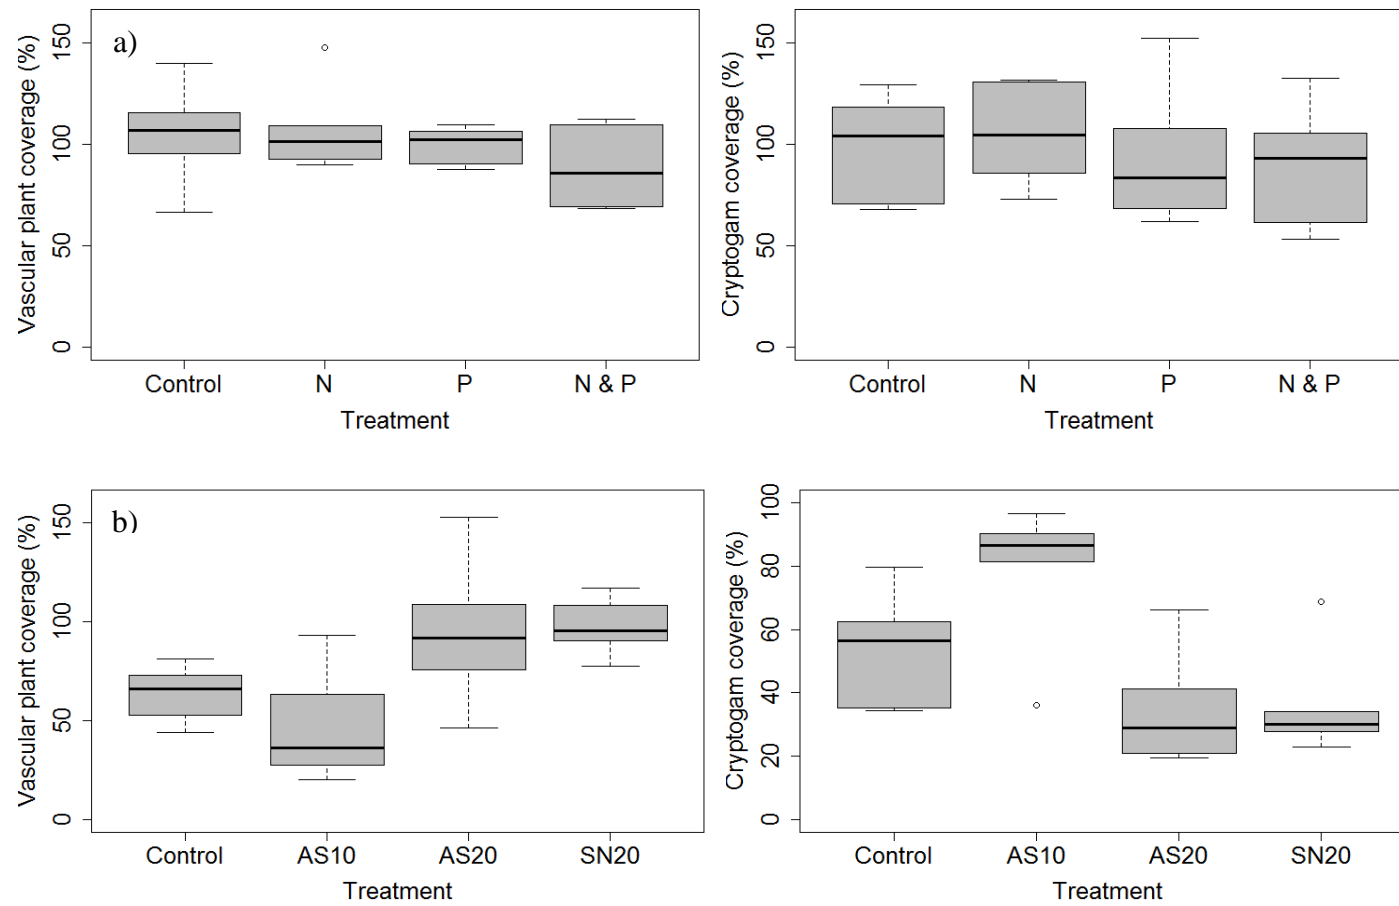 a)
Vascular plant coverage (%)
150
100
50
0
Control N P N & P
Treatment
Cryptogam coverage (%)
150
100
50
0
Control N P N & P
Treatment
b)
Vascular plant coverage (%)
150
100
50
0
Control AS10 AS20 SN20
Treatment
Cryptogam coverage (%)
100
80
60
40
20
0
Control AS10 AS20 SN20
Treatment